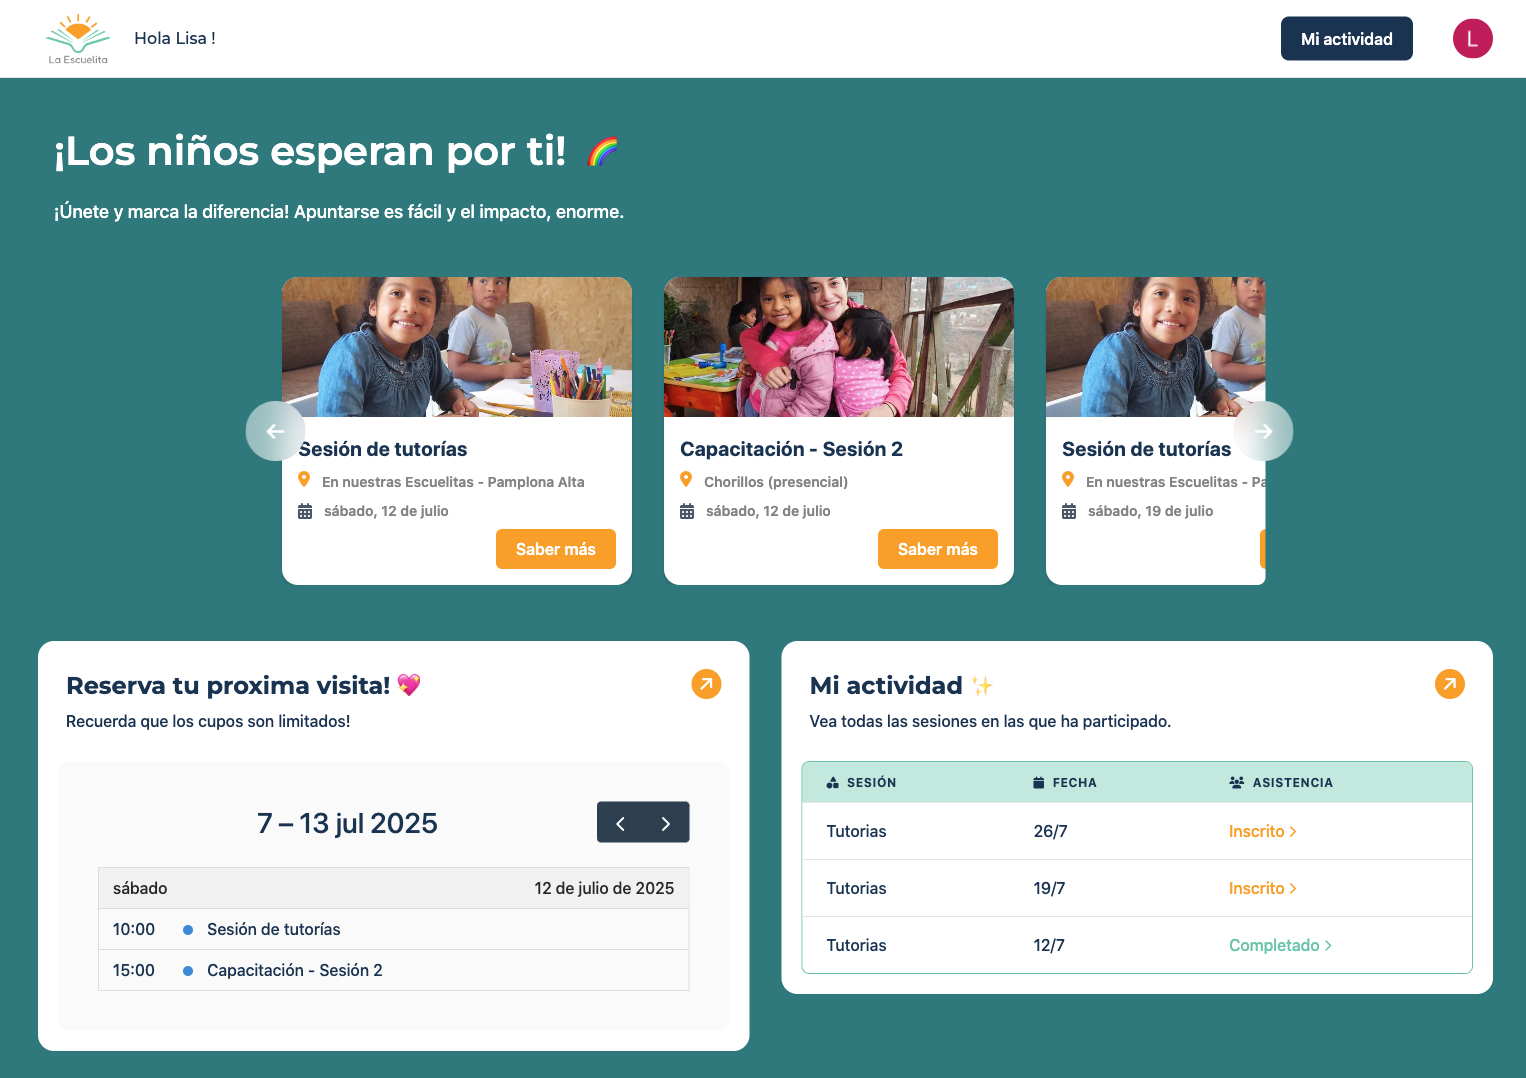 La Escuelita
Hola Lisa !
Mi actividad
L
¡Los niños esperan por ti! 🌈
¡Únete y marca la diferencia! Apuntarse es fácil y el impacto, enorme.
Sesión de tutorías
En nuestras Escuelitas - Pamplona Alta
sábado, 12 de julio
Saber más
Capacitación - Sesión 2
Chorillos (presencial)
sábado, 12 de julio
Saber más
Sesión de tutorías
En nuestras Escuelitas - Pa
sábado, 19 de julio
Reserva tu proxima visita! 💖
Recuerda que los cupos son limitados!
7 – 13 jul 2025
sábado 12 de julio de 2025
10:00 Sesión de tutorías
15:00 Capacitación - Sesión 2
Mi actividad ✨
Vea todas las sesiones en las que ha participado.
SESIÓN FECHA ASISTENCIA
Tutorias 26/7 Inscrito
Tutorias 19/7 Inscrito
Tutorias 12/7 Completado